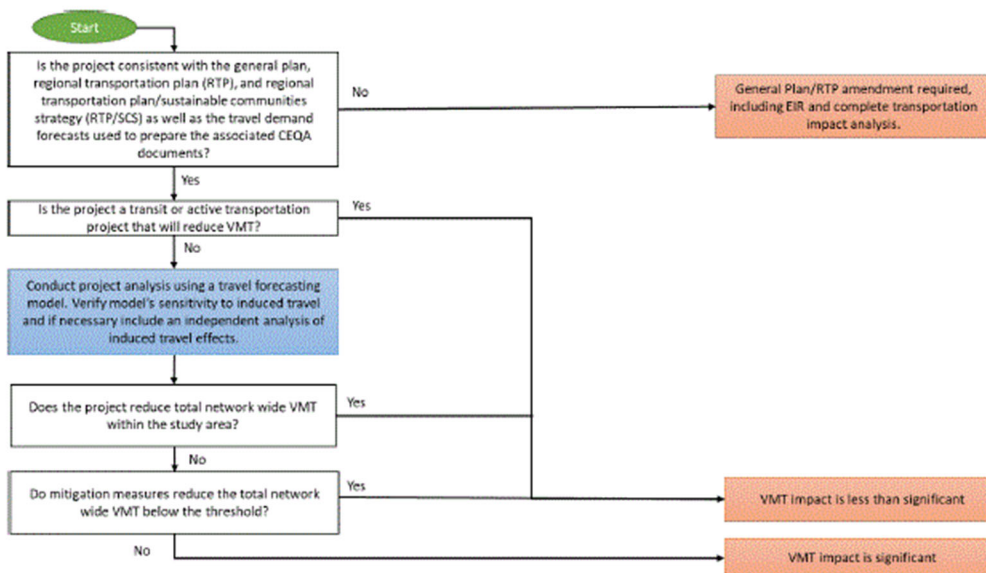 Start
Is the project consistent with the general plan,
regional transportation plan (RTP), and regional
transportation plan/sustainable communities
strategy (RTP/SCS) as well as the travel demand
forecasts used to prepare the associated CEQA
documents?
No
General Plan/RTP amendment required,
including EIR and complete transportation
impact analysis.
Yes
Is the project a transit or active transportation
project that will reduce VMT?
Yes
No
Conduct project analysis using a travel forecasting
model. Verify model's sensitivity to induced travel
and if necessary include an independent analysis of
induced travel effects.
Does the project reduce total network wide VMT
within the study area?
Yes
No
Do mitigation measures reduce the total network
wide VMT below the threshold?
Yes
VMT impact is less than significant
No
VMT impact is significant